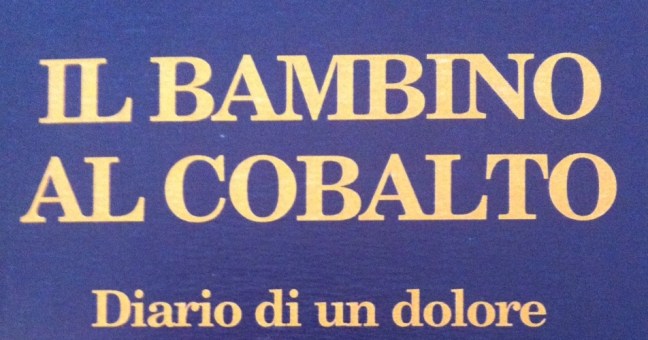 IL BAMBINO
AL COBALTO
Diario di un dolore